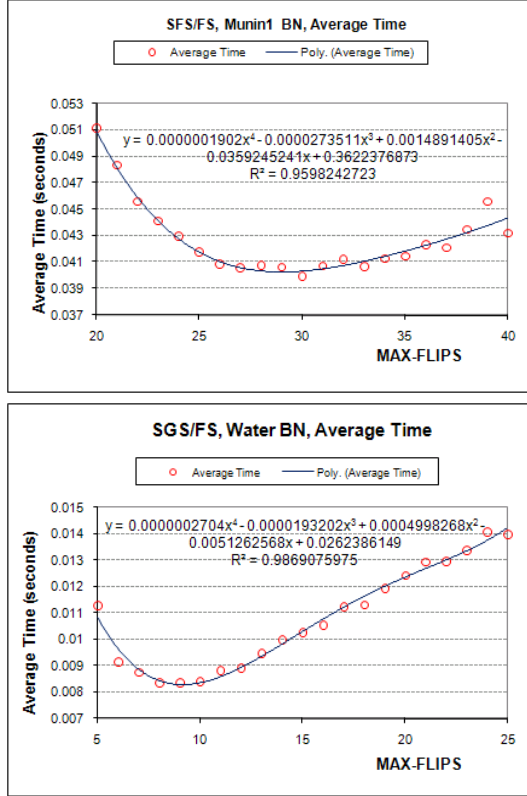 SFS/FS, Munin1 BN, Average Time
Average Time
Poly. (Average Time)
0.053
0.051
0.049
0.047
0.045
0.043
0.041
0.039
0.037
Average Time (seconds)
y = 0.0000001902x⁴ - 0.0000273511x³ + 0.0014891405x² -
0.0359245241x + 0.3622376873
R² = 0.9598242723
20
25
30
35
40
MAX-FLIPS
SGS/FS, Water BN, Average Time
Average Time
Poly. (Average Time)
0.015
0.014
0.013
0.012
0.011
0.01
0.009
0.008
0.007
Average Time (seconds)
y = 0.0000002704x⁴ - 0.0000193202x³ + 0.0004998268x² -
0.0051262568x + 0.0262386149
R² = 0.9869075975
5
10
15
20
25
MAX-FLIPS